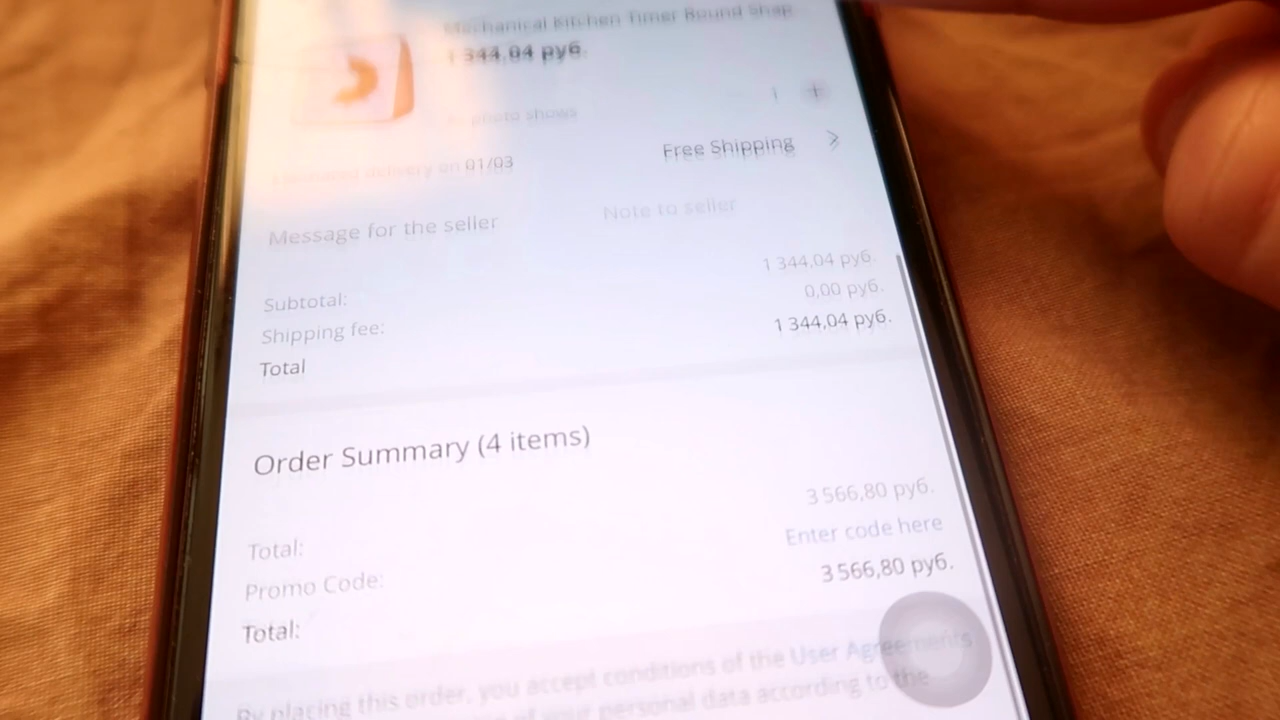 Mechanical Kitchen Timer Round Shap
1 344,04 руб.
photo shows
1 +
Estimated delivery on 01/03
Free Shipping
Message for the seller
Note to seller
Subtotal:
1 344,04 руб.
Shipping fee:
0,00 руб.
Total
1 344,04 руб.
Order Summary (4 items)
Total:
3 566,80 руб.
Promo Code:
Enter code here
Total:
3 566,80 руб.
By placing this order, you accept conditions of the User Agreements
of your personal data according to the